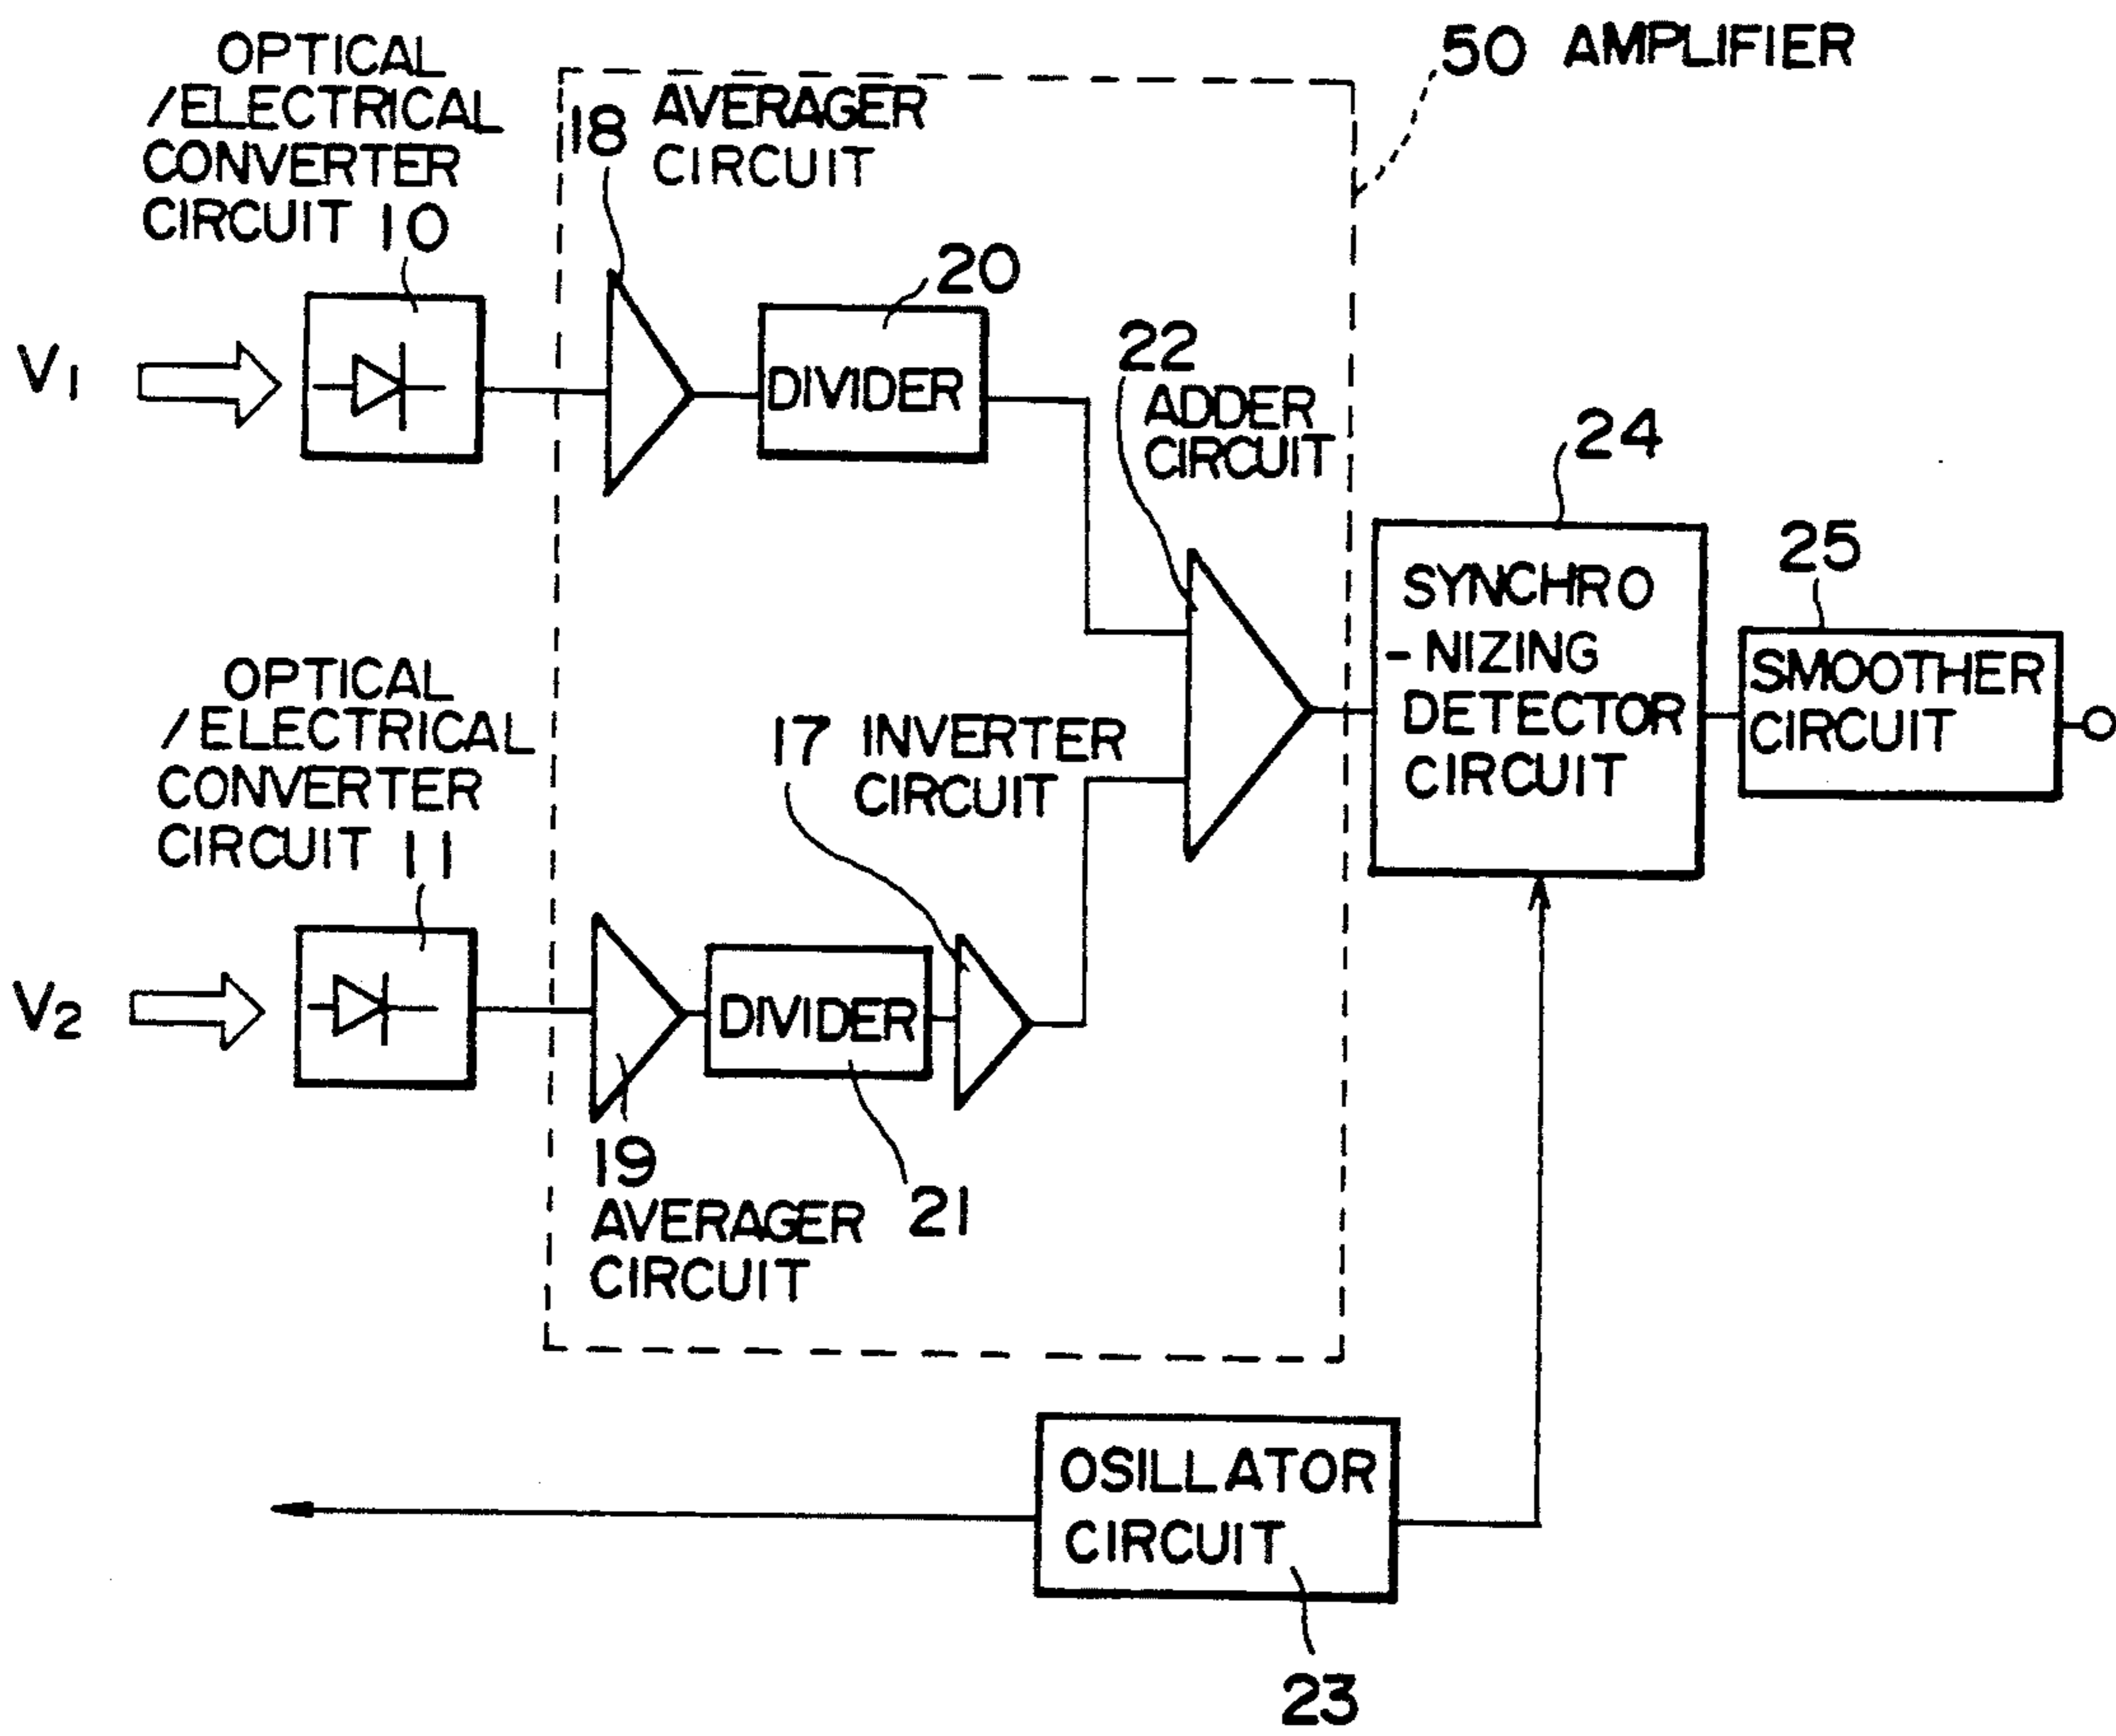 50 AMPLIFIER
OPTICAL
/ELECTRICAL
CONVERTER
CIRCUIT 10
18 AVERAGER
CIRCUIT
20
22
ADDER
CIRCUIT
V1
DIVIDER
24
25
SYNCHRO
-NIZING
DETECTOR
CIRCUIT
SMOOTHER
CIRCUIT
OPTICAL
/ELECTRICAL
CONVERTER
CIRCUIT 11
17 INVERTER
CIRCUIT
V2
DIVIDER
19
AVERAGER
CIRCUIT
21
OSILLATOR
CIRCUIT
23